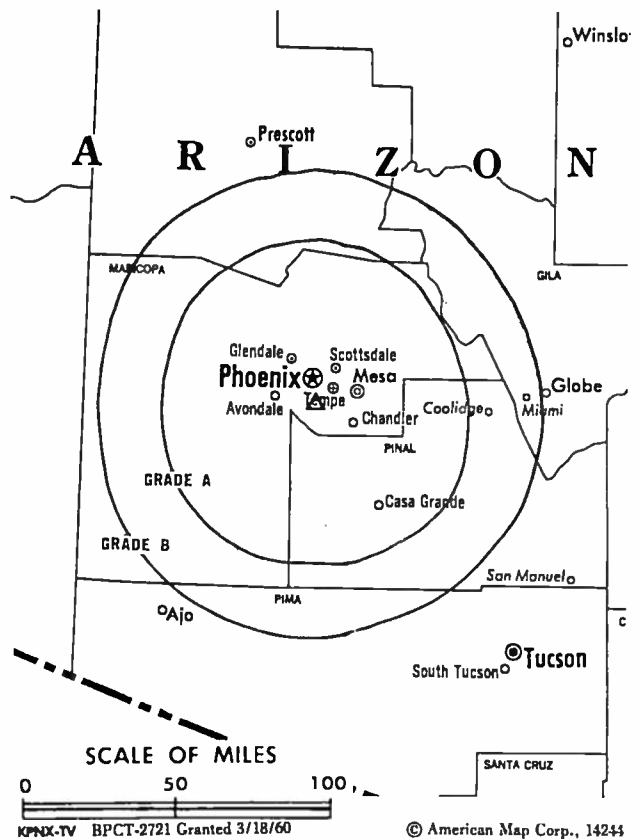 Winslo
Prescott
A R I Z O N
MARICOPA
GILA
Glendale
Scottsdale
Phoenix
Mesa
Tempe
Globe
Avondale
Chandler
Coolidge
Miami
PINAL
GRADE A
Casa Grande
GRADE B
San Manuel
PIMA
Ajo
C
Tucson
South Tucson
SCALE OF MILES
SANTA CRUZ
0 50 100
KPNX-TV BPCT-2721 Granted 3/18/60
© American Map Corp., 14244